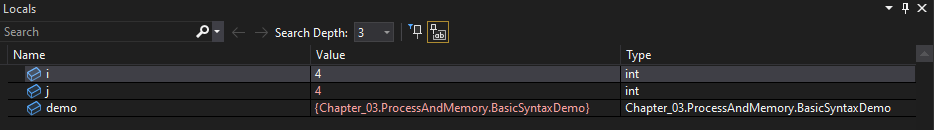 Locals
Search Search Depth: 3
Name Value Type
i 4 int
j 4 int
demo {Chapter_03.ProcessAndMemory.BasicSyntaxDemo} Chapter_03.ProcessAndMemory.BasicSyntaxDemo